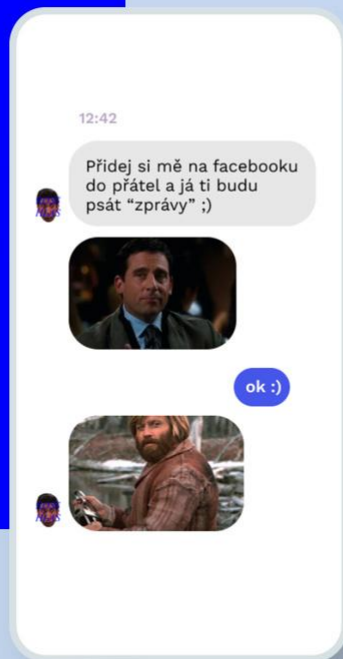 12:42
Přidej si mě na facebooku
do přátel a já ti budu
psát “zprávy” ;)
ok :)